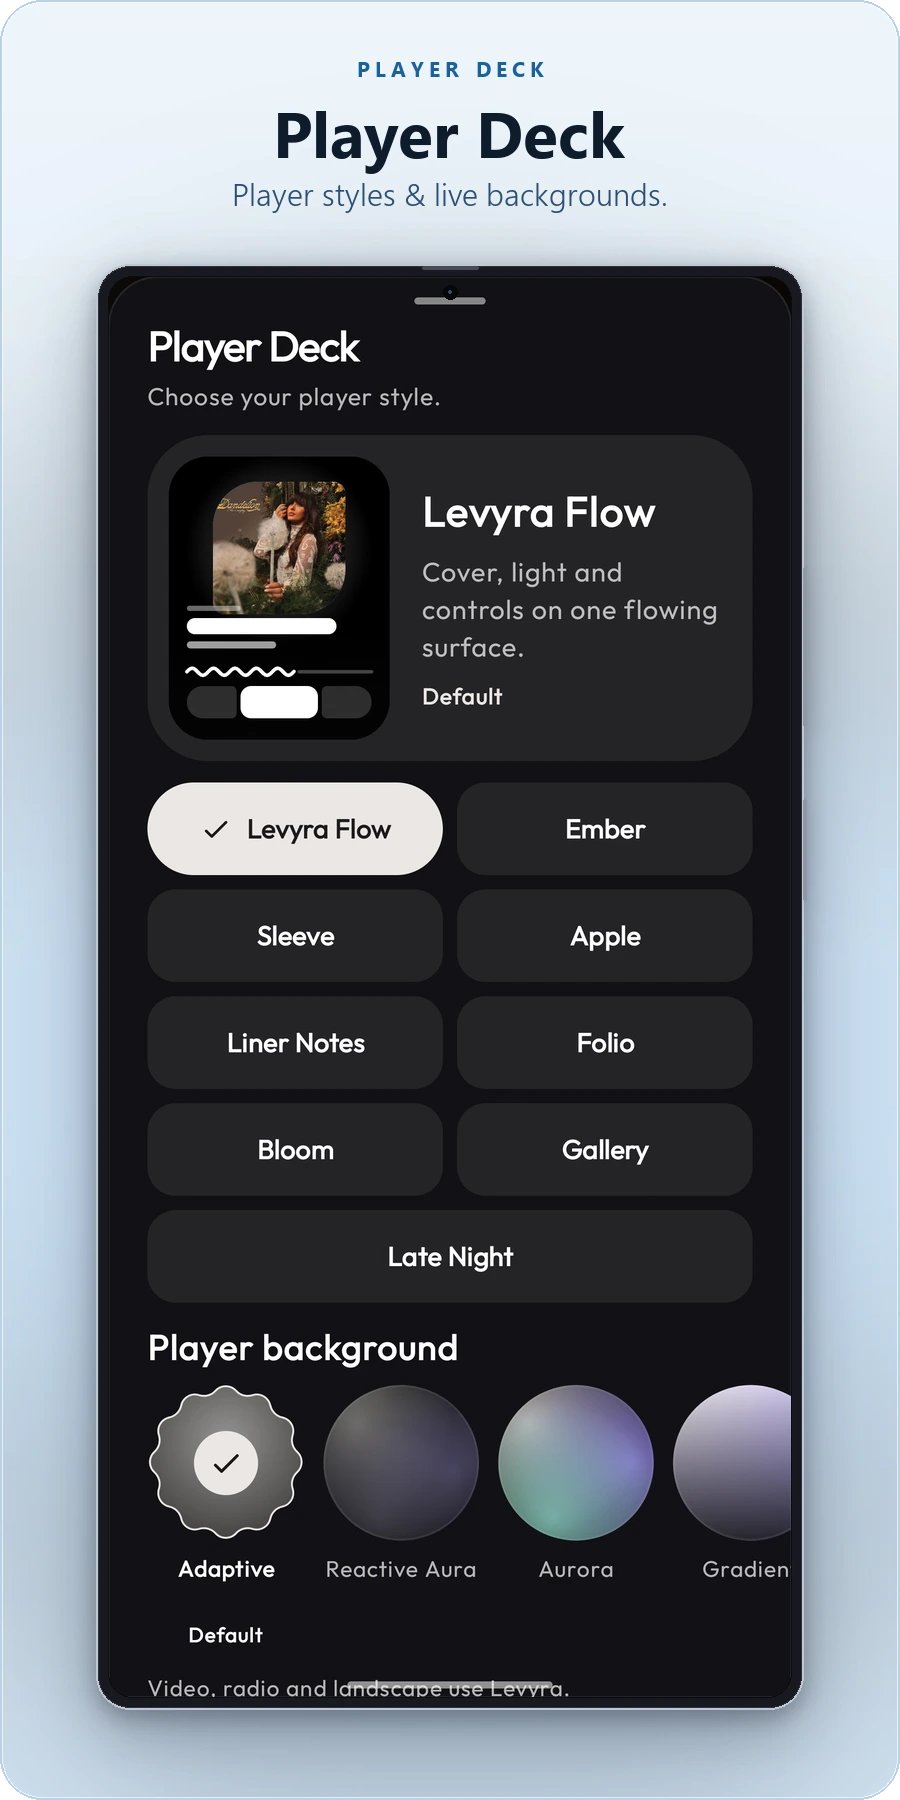 PLAYER DECK
Player Deck
Player styles & live backgrounds.
Player Deck
Choose your player style.
Dandelion
Levyra Flow
Cover, light and
controls on one flowing
surface.
Default
Levyra Flow
Ember
Sleeve
Apple
Liner Notes
Folio
Bloom
Gallery
Late Night
Player background
Adaptive
Reactive Aura
Aurora
Gradien
Default
Video, radio and landscape use Levyra.